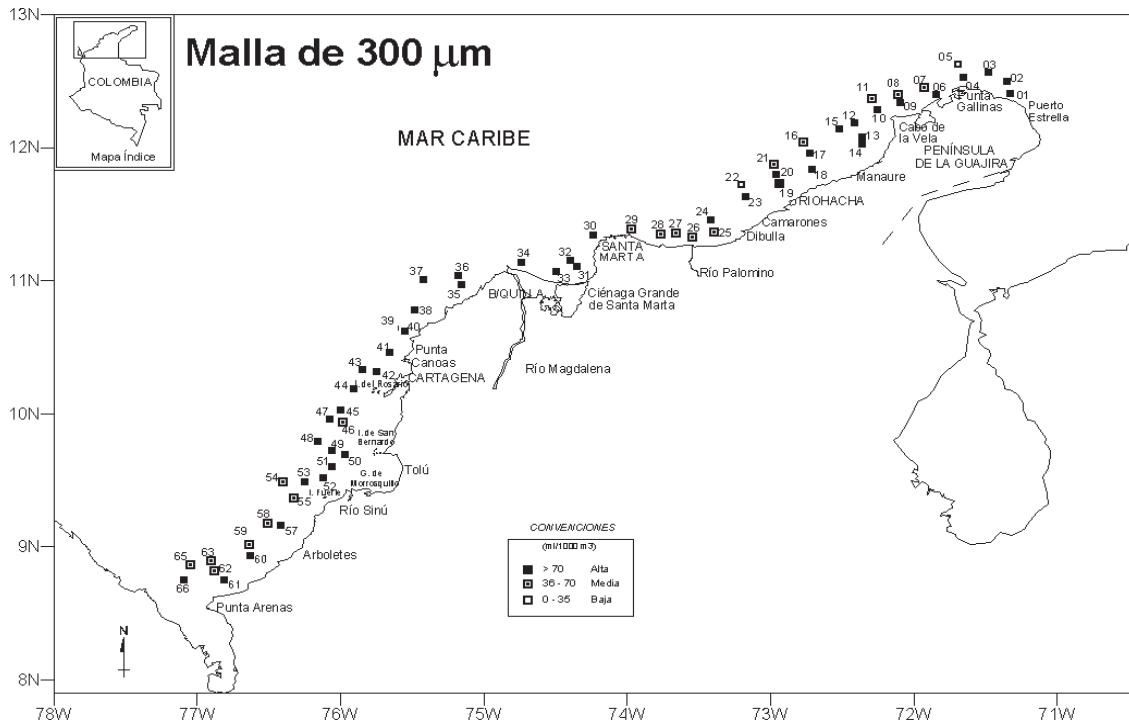 13N
12N
11N
10N
9N
8N
78W
77W
76W
75W
74W
73W
72W
71W
COLOMBIA
Mapa Índice
Malla de 300 µm
MAR CARIBE
05
03
02
01
04
Punta
Gallinas
Puerto
Estrella
07
06
08
09
11
10
Cabo de
la Vela
PENÍNSULA
DE LA GUAJIRA
12
15
13
14
Manaure
16
17
18
21
20
19
RIOHACHA
22
23
Camarones
24
25
Dibulla
26
27
28
29
30
Río Palomino
SANTA
MARTA
32
31
33
34
Ciénaga Grande
de Santa Marta
B/QUILLA
Río Magdalena
36
35
37
38
39
40
41
Punta
Canoas
43
42
CARTAGENA
I. del Rosario
44
47
45
46
I. de San
Bernardo
48
49
50
51
52
53
Tolú
G. de
Morrosquillo
I. Fuerte
Río Sinú
54
55
58
57
59
60
Arboletes
65
63
62
61
66
Punta Arenas
N
CONVENCIONES
(ml/1000 m3)
> 70 Alta
36 - 70 Media
0 - 35 Baja